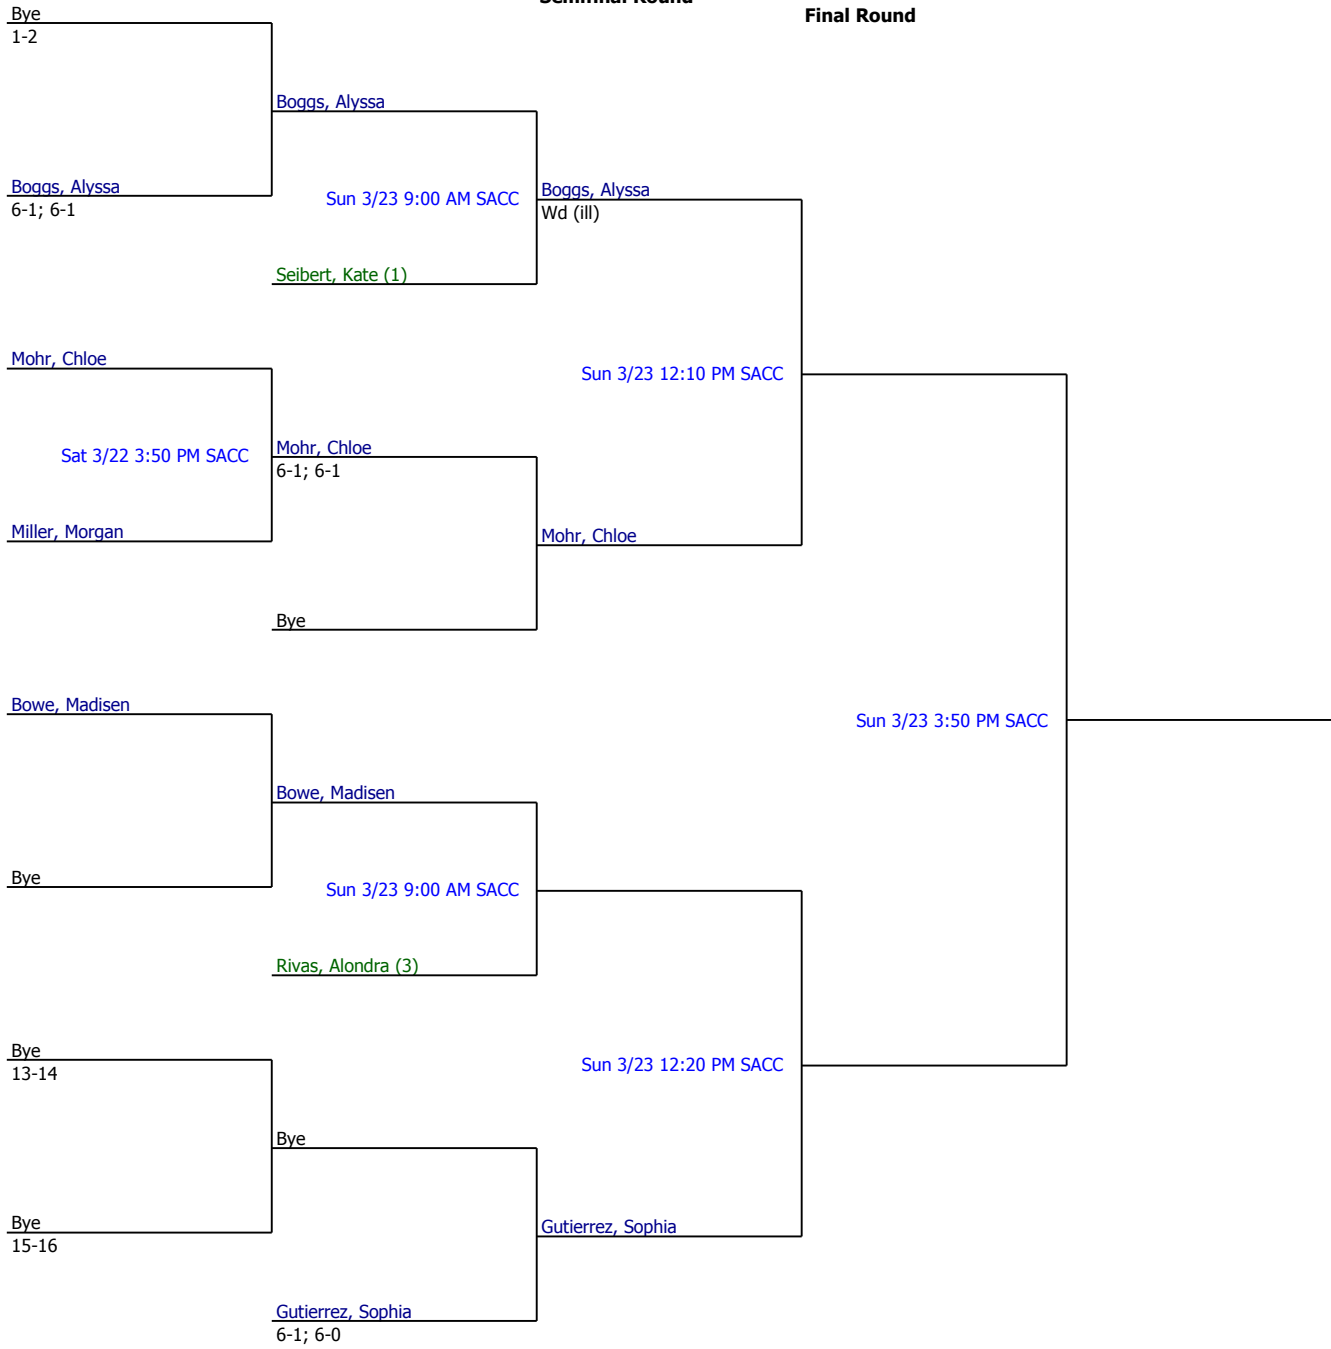 Semifinal Round
Final Round
Bye
1-2
Boggs, Alyssa
Boggs, Alyssa
6-1; 6-1
Sun 3/23 9:00 AM SACC
Boggs, Alyssa
Wd (ill)
Seibert, Kate (1)
Mohr, Chloe
Sun 3/23 12:10 PM SACC
Sat 3/22 3:50 PM SACC
Mohr, Chloe
6-1; 6-1
Miller, Morgan
Mohr, Chloe
Bye
Bowe, Madisen
Sun 3/23 3:50 PM SACC
Bowe, Madisen
Bye
Sun 3/23 9:00 AM SACC
Rivas, Alondra (3)
Bye
13-14
Sun 3/23 12:20 PM SACC
Bye
Bye
15-16
Gutierrez, Sophia
Gutierrez, Sophia
6-1; 6-0